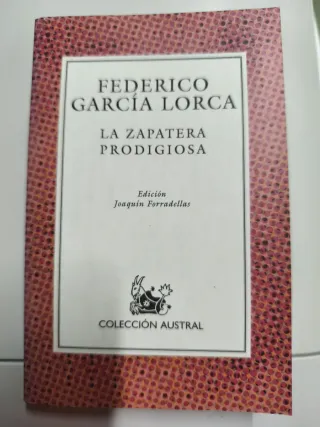 FEDERICO
GARCÍA LORCA
LA ZAPATERA
PRODIGIOSA
Edición
Joaquín Forradellas
COLECCIÓN AUSTRAL